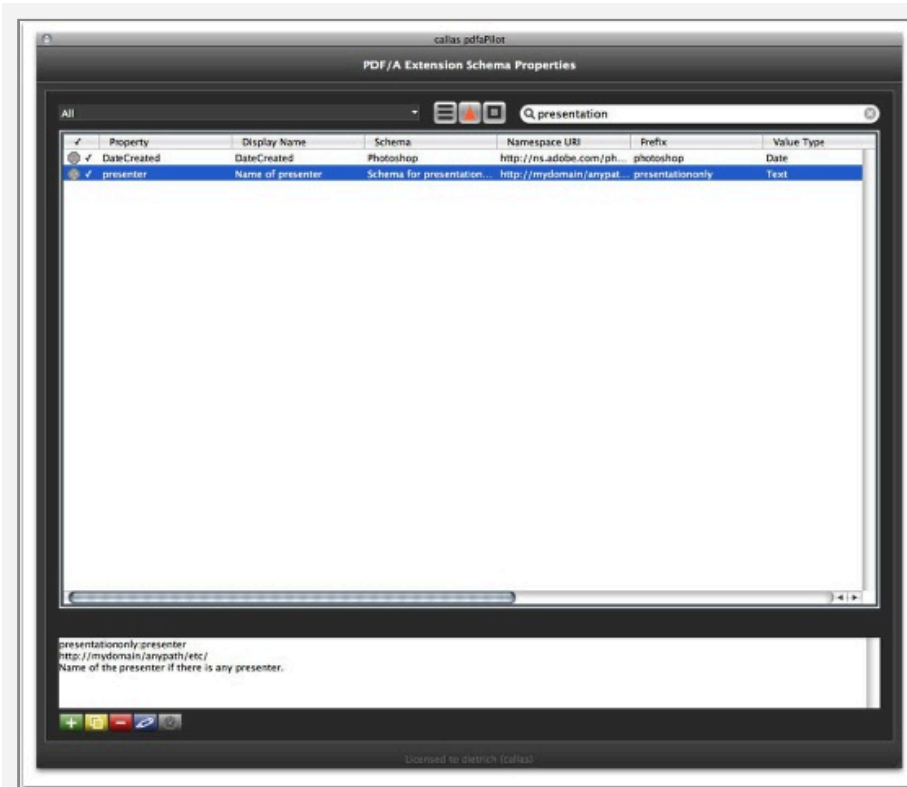 callas pdfaPilot
PDF/A Extension Schema Properties
All
presentation
✓ Property Display Name Schema Namespace URI Prefix Value Type
✓ DateCreated DateCreated Photoshop http://ns.adobe.com/ph... photoshop Date
✓ presenter Name of presenter Schema for presentation... http://mydomain/anypat... presentationonly Text
presentationonly:presenter
http://mydomain/anypath/etc/
Name of the presenter if there is any presenter.
Licensed to dietrich (callas)